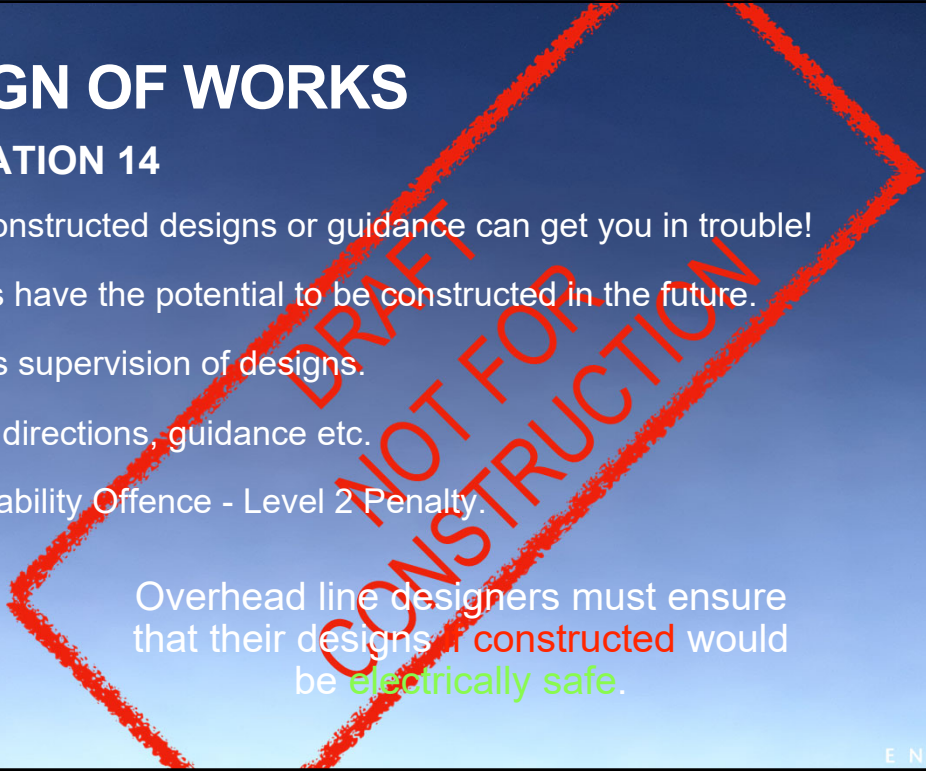 GN OF WORKS
ATION 14
onstructed designs or guidance can get you in trouble!
s have the potential to be constructed in the future.
s supervision of designs.
directions, guidance etc.
ability Offence - Level 2 Penalty.
DRAFT
NOT FOR
CONSTRUCTION
Overhead line designers must ensure
that their designs if constructed would
be electrically safe.
E N